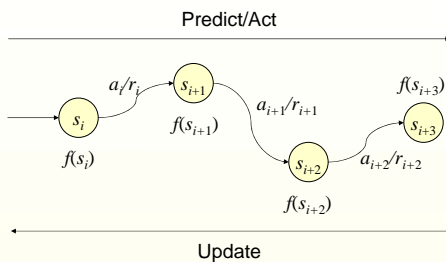 Predict/Act
a_i/r_i
s_{i+1}
f(s_{i+3})
s_i
a_{i+1}/r_{i+1}
s_{i+3}
f(s_{i+1})
f(s_i)
s_{i+2}
a_{i+2}/r_{i+2}
f(s_{i+2})
Update